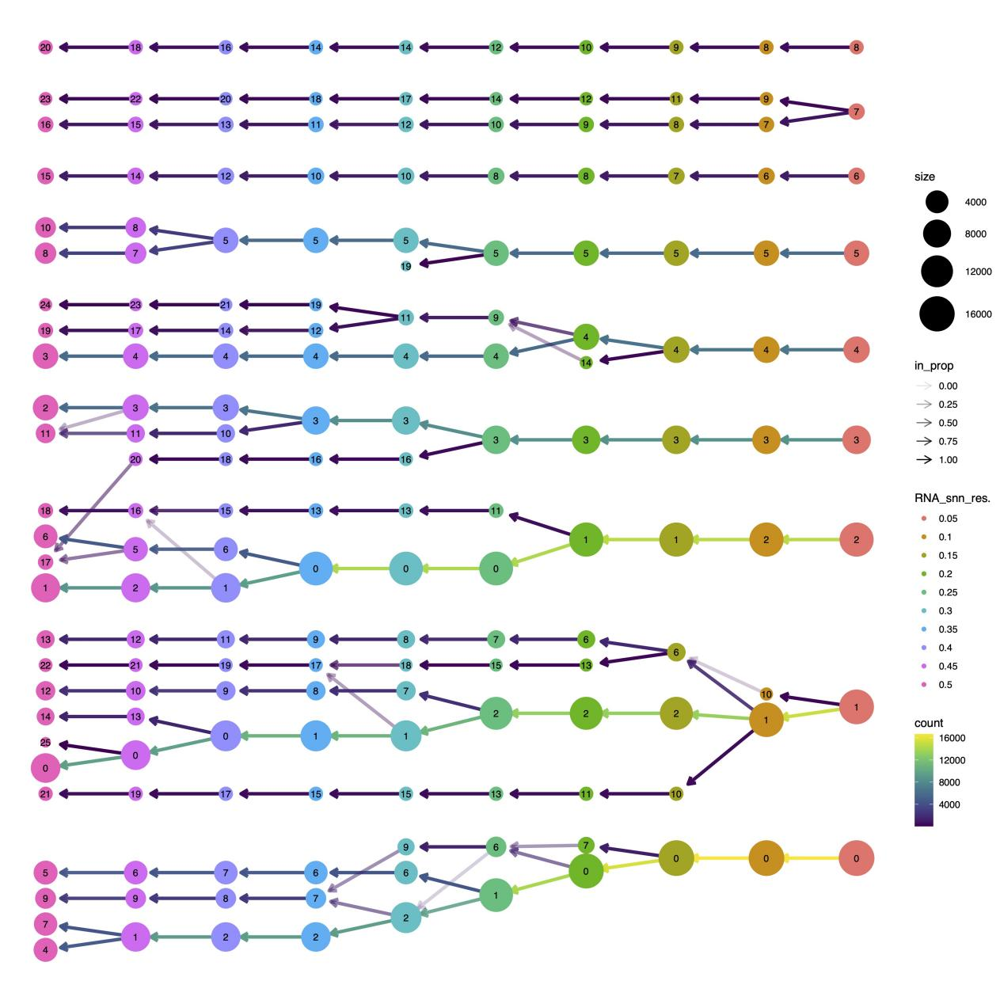 20 18 16 14 14 12 10 9 8 8
23 22 20 18 17 14 12 11 9
7
16 15 13 11 12 10 9 8 7
15 14 12 10 10 8 8 7 6 6
size
4000
8000
12000
16000
10 8
5 5 5
8 7
5 5 5 5 5
19
24 23 21 19
11 9
19 17 14 12
4
4 4 4
3 4 4 4 4 4
14
in_prop
0.00
0.25
0.50
0.75
1.00
2 3 3
3 3
11 11 10
3 3 3 3 3
20 18 16 16
18 16 15 13 13 11
6
5 6
1 1 2 2
17
0 0 0
1 2 1
RNA_snn_res.
0.05
0.1
0.15
0.2
0.25
0.3
0.35
0.4
0.45
0.5
13 12 11 9 8 7 6
6
22 21 19 17 18 15 13
12 10 9 8 7
10
1
14 13
2 2 2
1
0 1 1
25
0
0
21 19 17 15 15 13 11 10
count
16000
12000
8000
4000
9 6 7
0 0 0
5 6 7 6 6
0
9 9 8 7
1
7
2
1 2 2
4